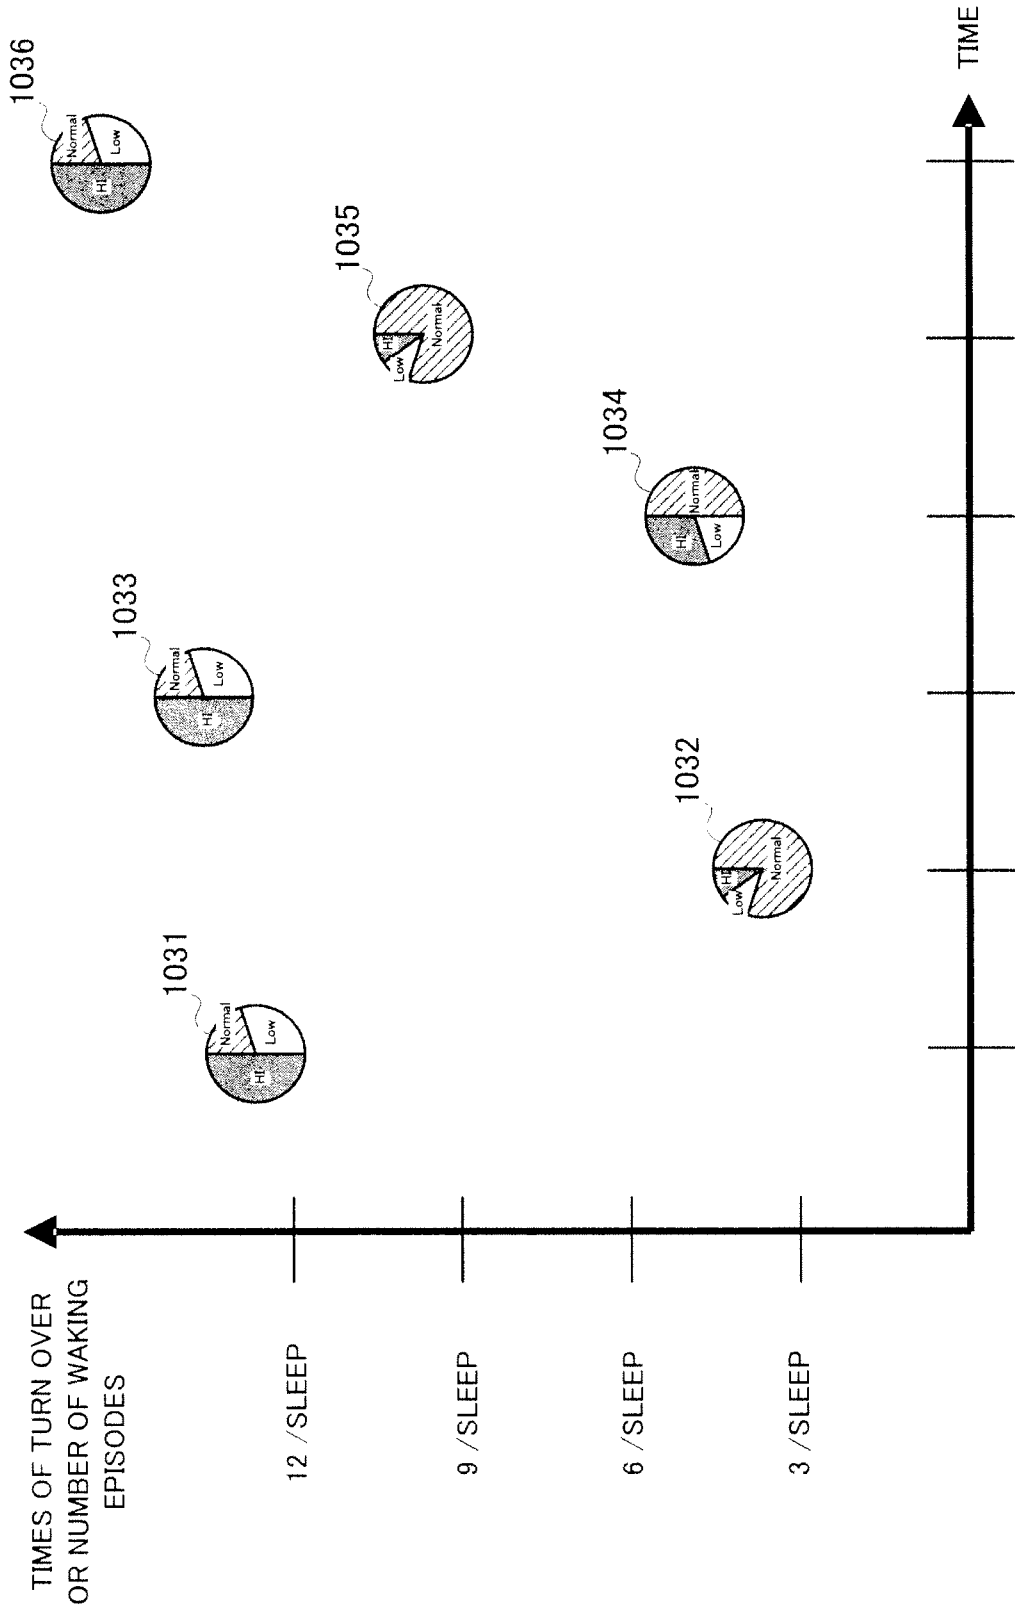 TIMES OF TURN OVER
OR NUMBER OF WAKING
EPISODES
12 /SLEEP
9 /SLEEP
6 /SLEEP
3 /SLEEP
1031
Normal
HI
Low
1032
HI
Low
Normal
1033
Normal
HI
Low
1034
HI
Normal
Low
1035
HI
Low
Normal
1036
Normal
HI
Low
TIME